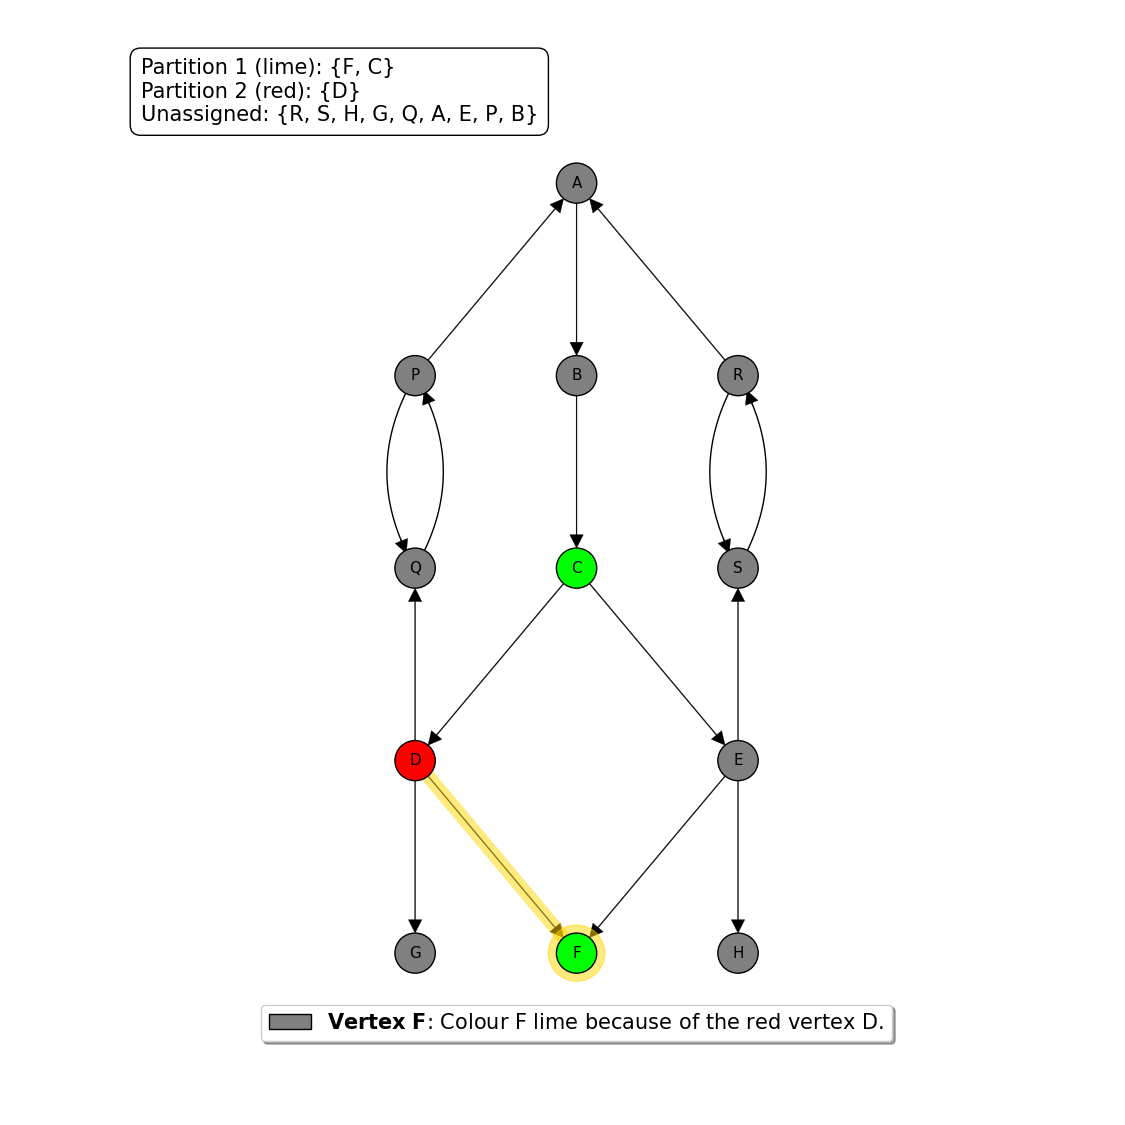 Partition 1 (lime): {F, C}
Partition 2 (red): {D}
Unassigned: {R, S, H, G, Q, A, E, P, B}
A
P
B
R
Q
C
S
D
E
G
F
H
Vertex F: Colour F lime because of the red vertex D.